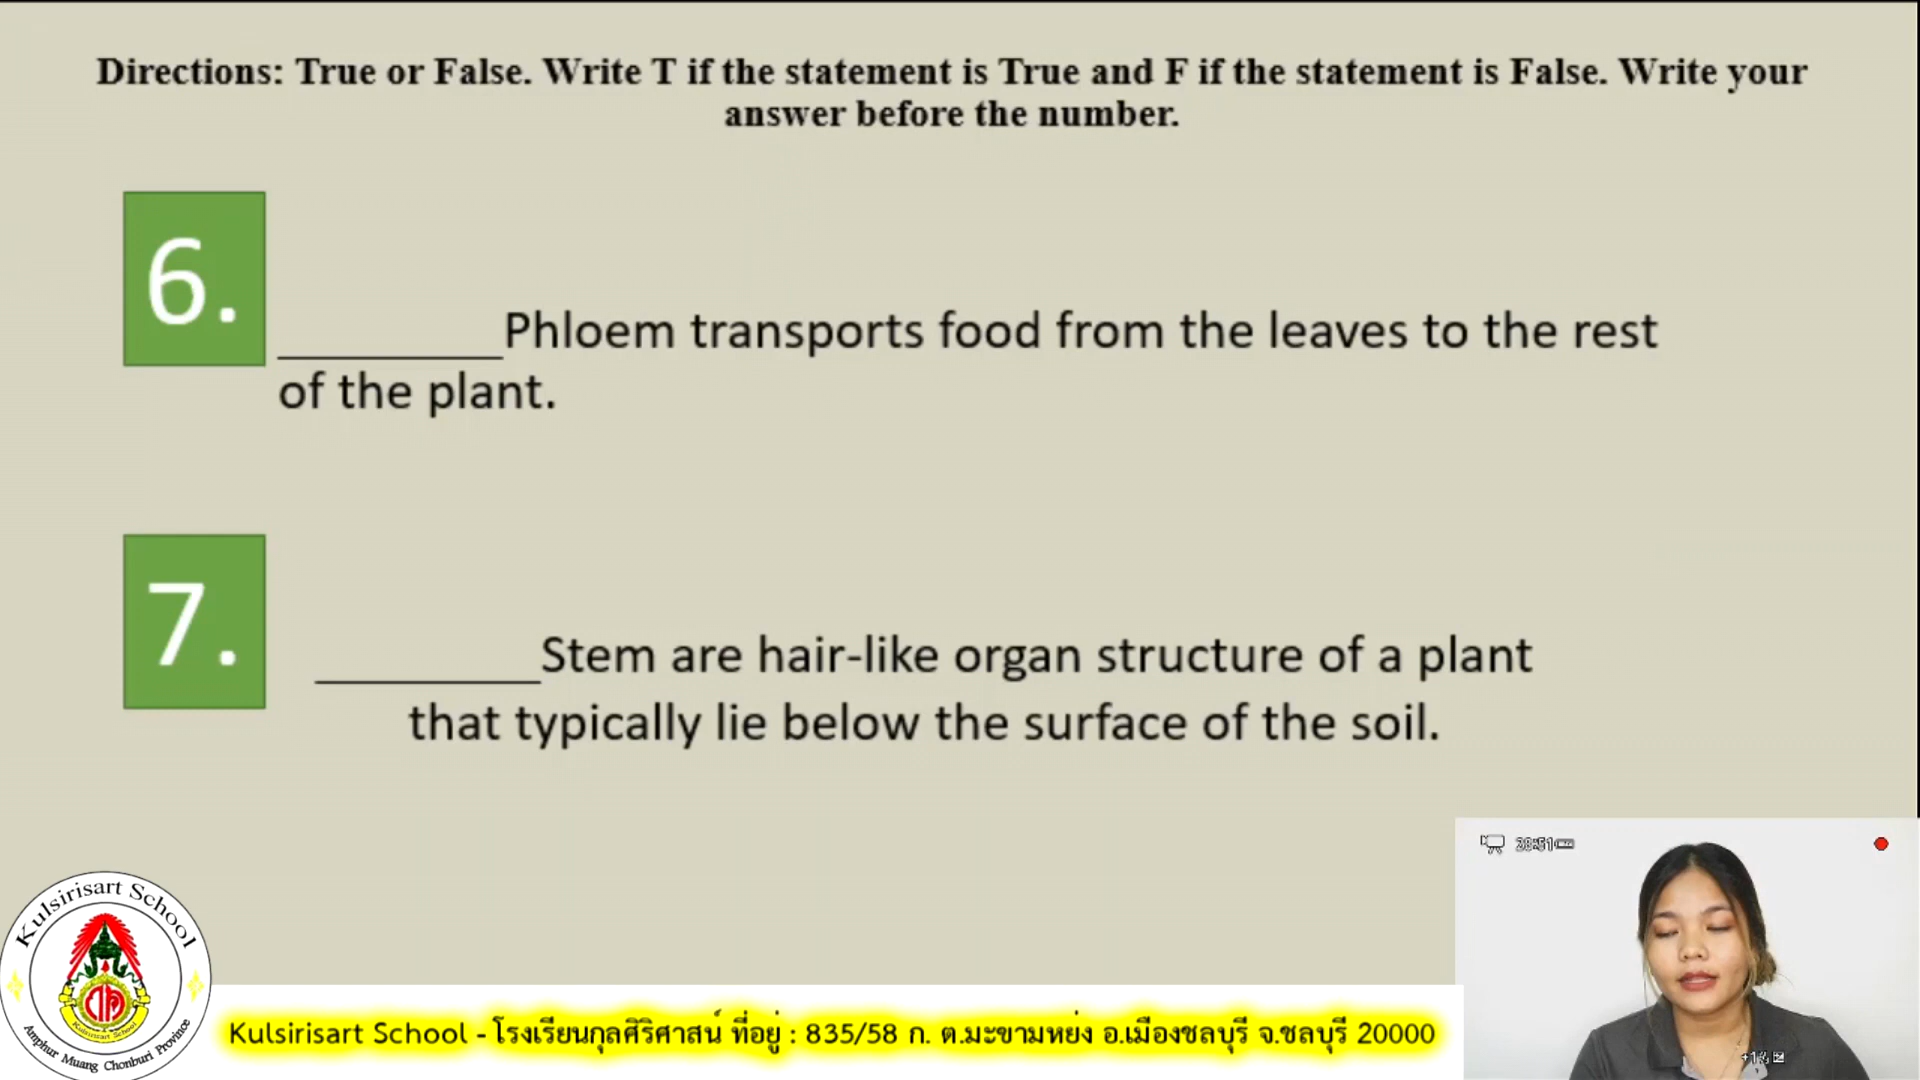 Directions: True or False. Write T if the statement is True and F if the statement is False. Write your
answer before the number.
6.
_________Phloem transports food from the leaves to the rest
of the plant.
7.
_________Stem are hair-like organ structure of a plant
that typically lie below the surface of the soil.
Kulsirisart School
Kulsirisart School
Amphur Muang Chonburi Province
Kulsirisart School - โรงเรียนกุลศิริศาสน์ ที่อยู่ : 835/58 ก. ต.มะขามหย่ง อ.เมืองชลบุรี จ.ชลบุรี 20000